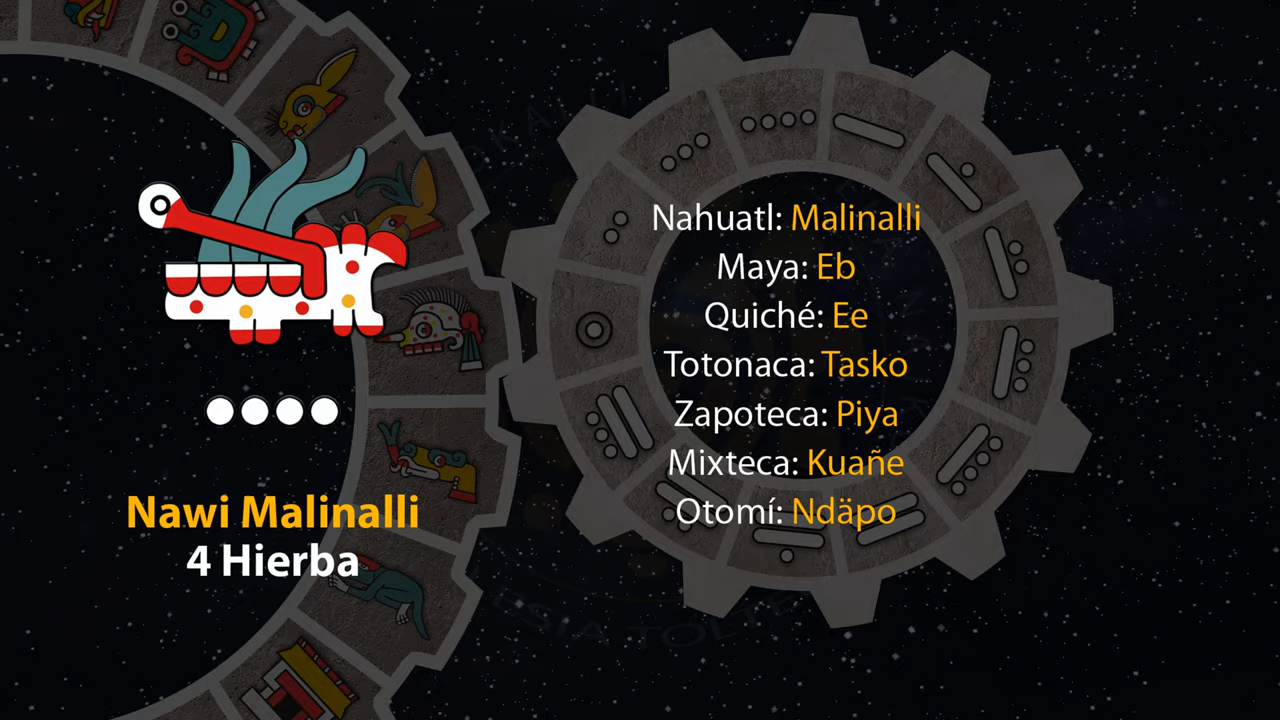 Nawi Malinalli
4 Hierba
Nahuatl: Malinalli
Maya: Eb
Quiché: Ee
Totonaca: Tasko
Zapoteca: Piya
Mixteca: Kuañe
Otomí: Ndäpo